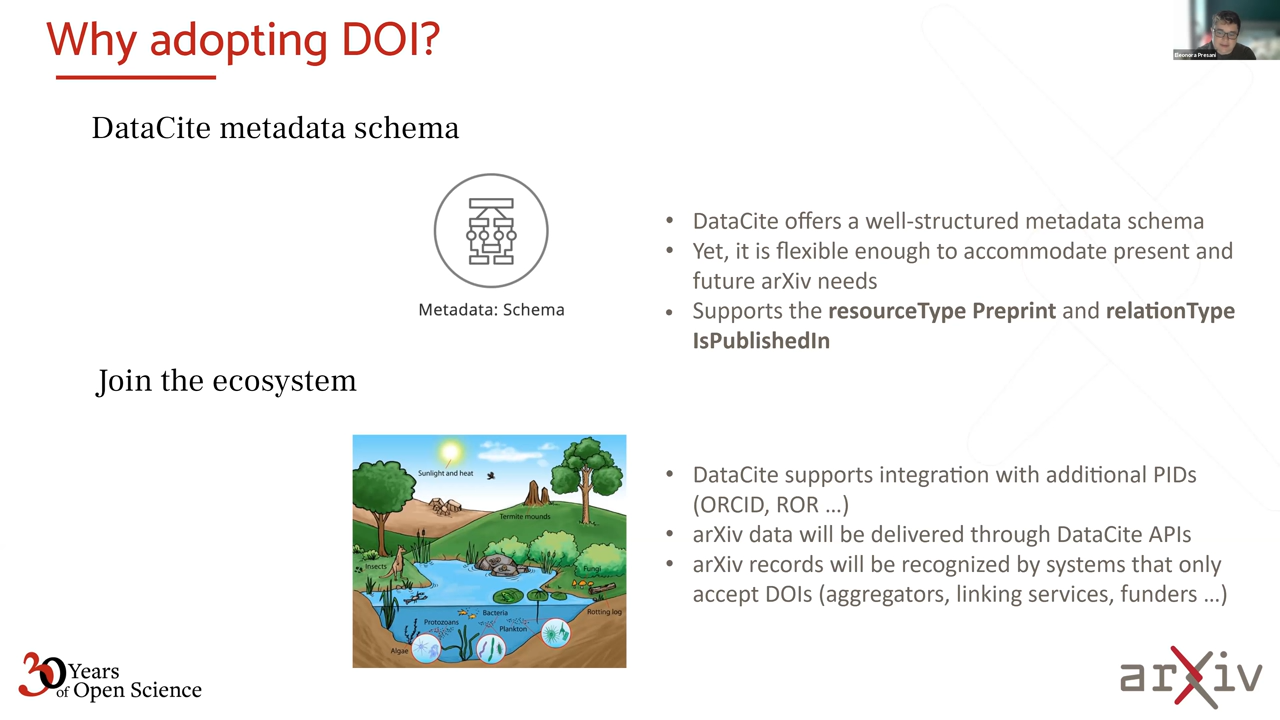 Why adopting DOI?
Eleonora Presani
DataCite metadata schema
Metadata: Schema
• DataCite offers a well-structured metadata schema
• Yet, it is flexible enough to accommodate present and
future arXiv needs
• Supports the resourceType Preprint and relationType
IsPublishedIn
Join the ecosystem
Sunlight and heat
Termite mounds
Insects
Fungi
Bacteria
Rotting log
Protozoans
Plankton
Algae
• DataCite supports integration with additional PIDs
(ORCID, ROR ...)
• arXiv data will be delivered through DataCite APIs
• arXiv records will be recognized by systems that only
accept DOIs (aggregators, linking services, funders ...)
30 Years
of Open Science
arXiv